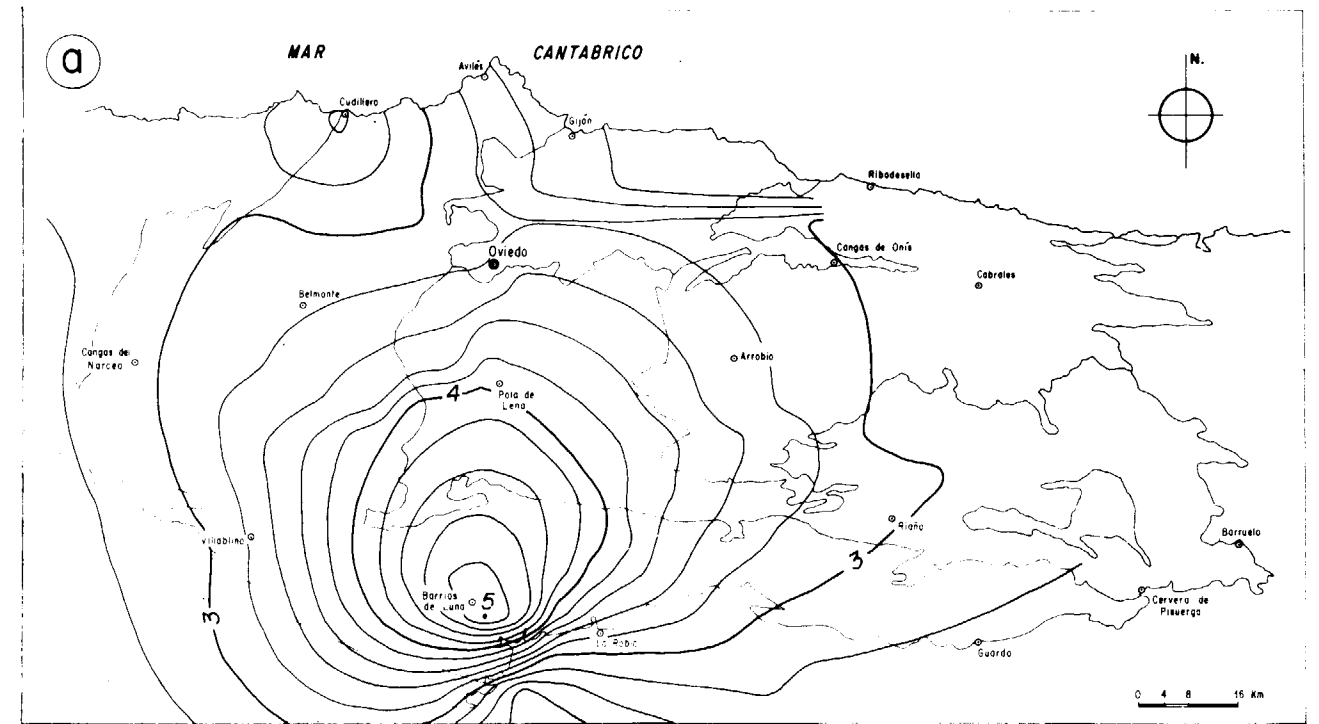 a
MAR CANTABRICO
N.
Avilés
Cudillero
Gijón
Ribadesella
Oviedo
Cangas de Onís
Cabrales
Belmonte
Cangas del
Narcea
Arrobio
4
Pola de
Lena
Riaño
Villablino
Barruelo
3
Barrios
de Luna
5
Cervera de
Pisuerga
3
La Robla
Guardo
0 4 8 16 Km